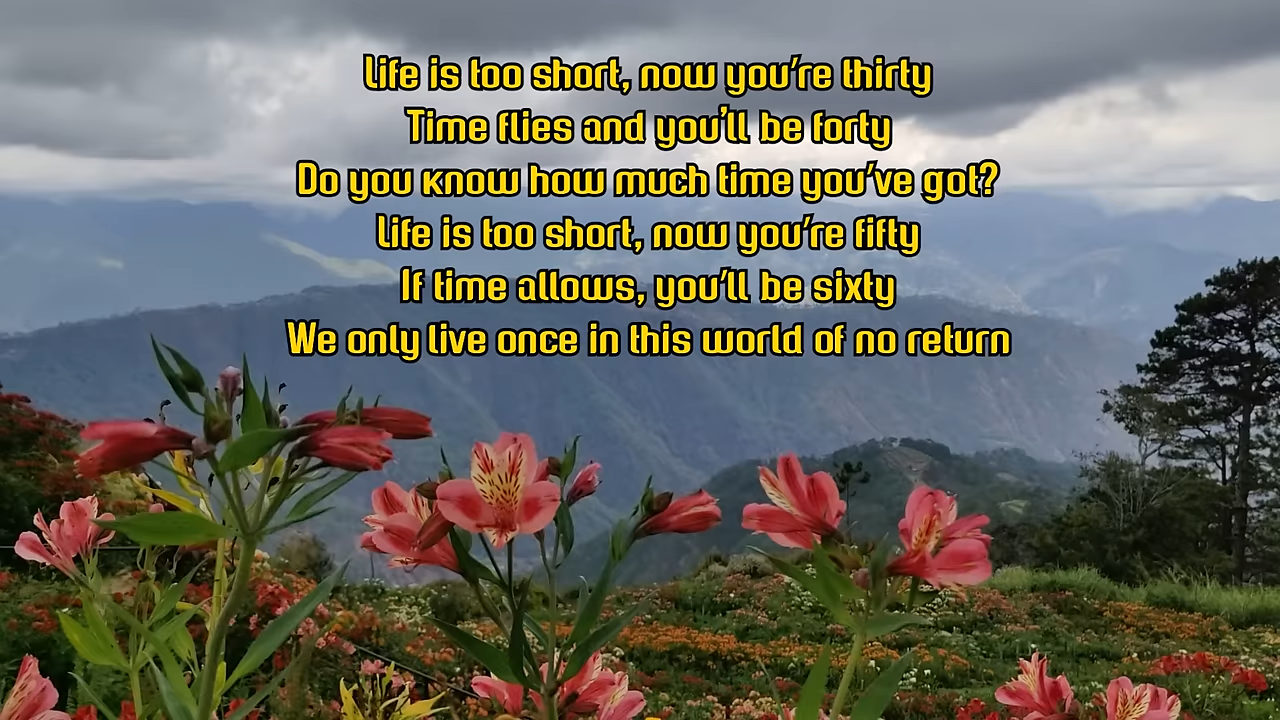 Life is too short, now you're thirty
Time flies and you'll be forty
Do you know how much time you've got?
Life is too short, now you're fifty
If time allows, you'll be sixty
We only live once in this world of no return